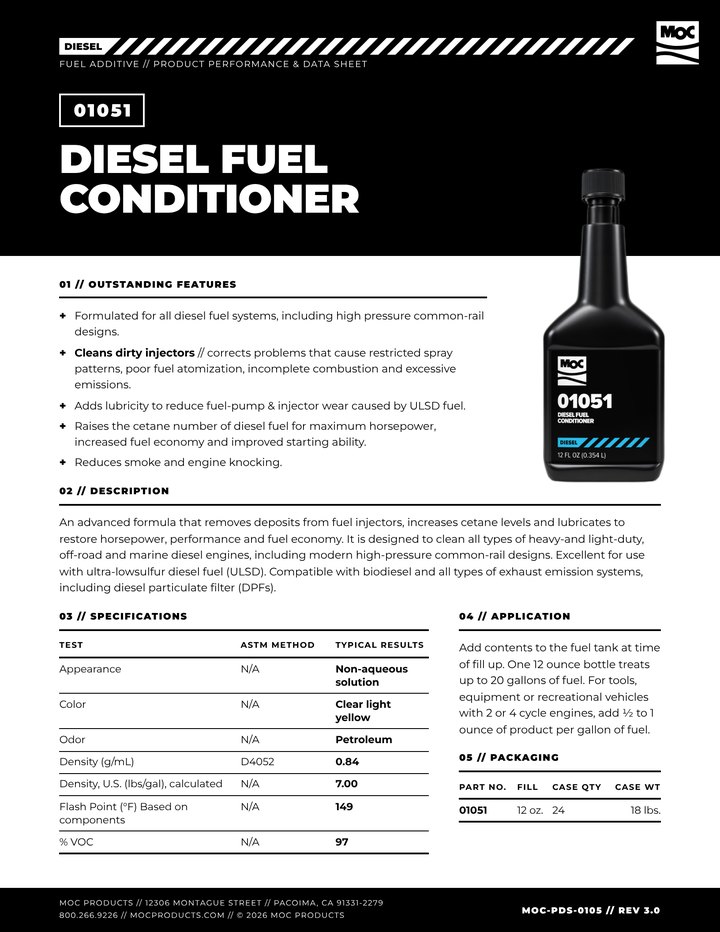 DIESEL
MOC
FUEL ADDITIVE // PRODUCT PERFORMANCE & DATA SHEET
01051
DIESEL FUEL
CONDITIONER
01 // OUTSTANDING FEATURES
+ Formulated for all diesel fuel systems, including high pressure common-rail
designs.
+ Cleans dirty injectors // corrects problems that cause restricted spray
patterns, poor fuel atomization, incomplete combustion and excessive
emissions.
+ Adds lubricity to reduce fuel-pump & injector wear caused by ULSD fuel.
+ Raises the cetane number of diesel fuel for maximum horsepower,
increased fuel economy and improved starting ability.
+ Reduces smoke and engine knocking.
MOC
01051
DIESEL FUEL
CONDITIONER
DIESEL
12 FL OZ (0.354 L)
02 // DESCRIPTION
An advanced formula that removes deposits from fuel injectors, increases cetane levels and lubricates to
restore horsepower, performance and fuel economy. It is designed to clean all types of heavy-and light-duty,
off-road and marine diesel engines, including modern high-pressure common-rail designs. Excellent for use
with ultra-lowsulfur diesel fuel (ULSD). Compatible with biodiesel and all types of exhaust emission systems,
including diesel particulate filter (DPFs).
03 // SPECIFICATIONS
TEST ASTM METHOD TYPICAL RESULTS
Appearance N/A Non-aqueous
solution
Color N/A Clear light
yellow
Odor N/A Petroleum
Density (g/mL) D4052 0.84
Density, U.S. (lbs/gal), calculated N/A 7.00
Flash Point (°F) Based on N/A 149
components
% VOC N/A 97
04 // APPLICATION
Add contents to the fuel tank at time
of fill up. One 12 ounce bottle treats
up to 20 gallons of fuel. For tools,
equipment or recreational vehicles
with 2 or 4 cycle engines, add ½ to 1
ounce of product per gallon of fuel.
05 // PACKAGING
PART NO. FILL CASE QTY CASE WT
01051 12 oz. 24 18 lbs.
MOC PRODUCTS // 12306 MONTAGUE STREET // PACOIMA, CA 91331-2279
800.266.9226 // MOCPRODUCTS.COM // © 2026 MOC PRODUCTS
MOC-PDS-0105 // REV 3.0